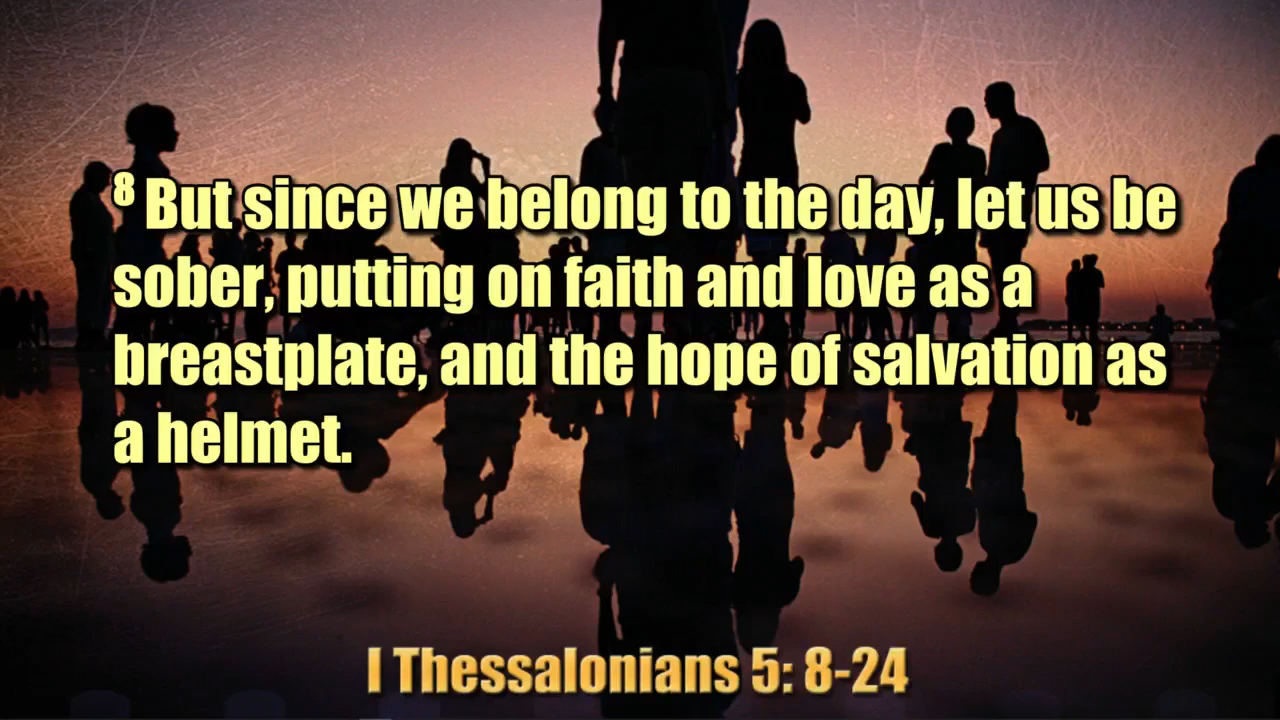 8 But since we belong to the day, let us be
sober, putting on faith and love as a
breastplate, and the hope of salvation as
a helmet.
I Thessalonians 5: 8-24